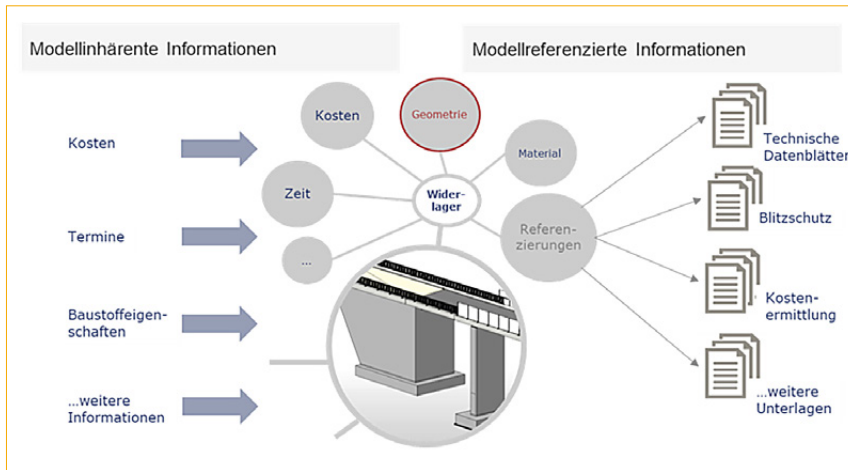 Modellinhärente Informationen
Modellreferenzierte Informationen
Kosten
Termine
Baustoffeigen-
schaften
...weitere
Informationen
Kosten
Geometrie
Material
Zeit
Wider-
lager
...
Referen-
zierungen
Technische
Datenblätter
Blitzschutz
Kosten-
ermittlung
...weitere
Unterlagen